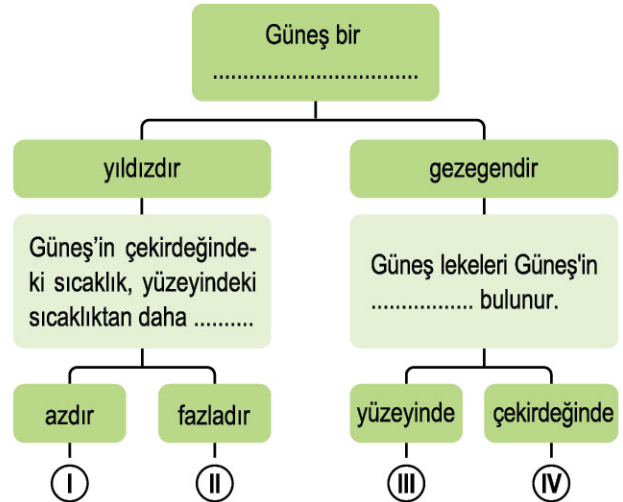 Güneş bir
..................................
yıldızdır
gezegendir
Güneş’in çekirdeğinde-
ki sıcaklık, yüzeyindeki
sıcaklıktan daha ..........
Güneş lekeleri Güneş'in
................. bulunur.
azdır
fazladır
yüzeyinde
çekirdeğinde
I
II
III
IV